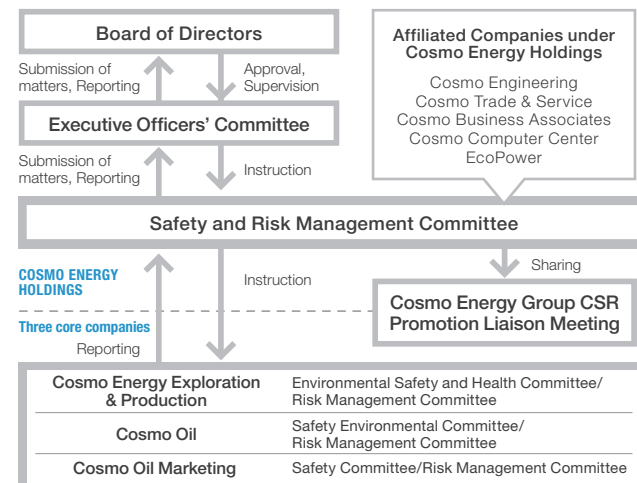 Board of Directors
Submission of
matters, Reporting
Approval,
Supervision
Executive Officers’ Committee
Submission of
matters, Reporting
Instruction
Affiliated Companies under
Cosmo Energy Holdings
Cosmo Engineering
Cosmo Trade & Service
Cosmo Business Associates
Cosmo Computer Center
EcoPower
Safety and Risk Management Committee
COSMO ENERGY
HOLDINGS
Instruction
Sharing
Cosmo Energy Group CSR
Promotion Liaison Meeting
Three core companies
Reporting
Cosmo Energy Exploration
& Production
Environmental Safety and Health Committee/
Risk Management Committee
Cosmo Oil
Safety Environmental Committee/
Risk Management Committee
Cosmo Oil Marketing
Safety Committee/Risk Management Committee